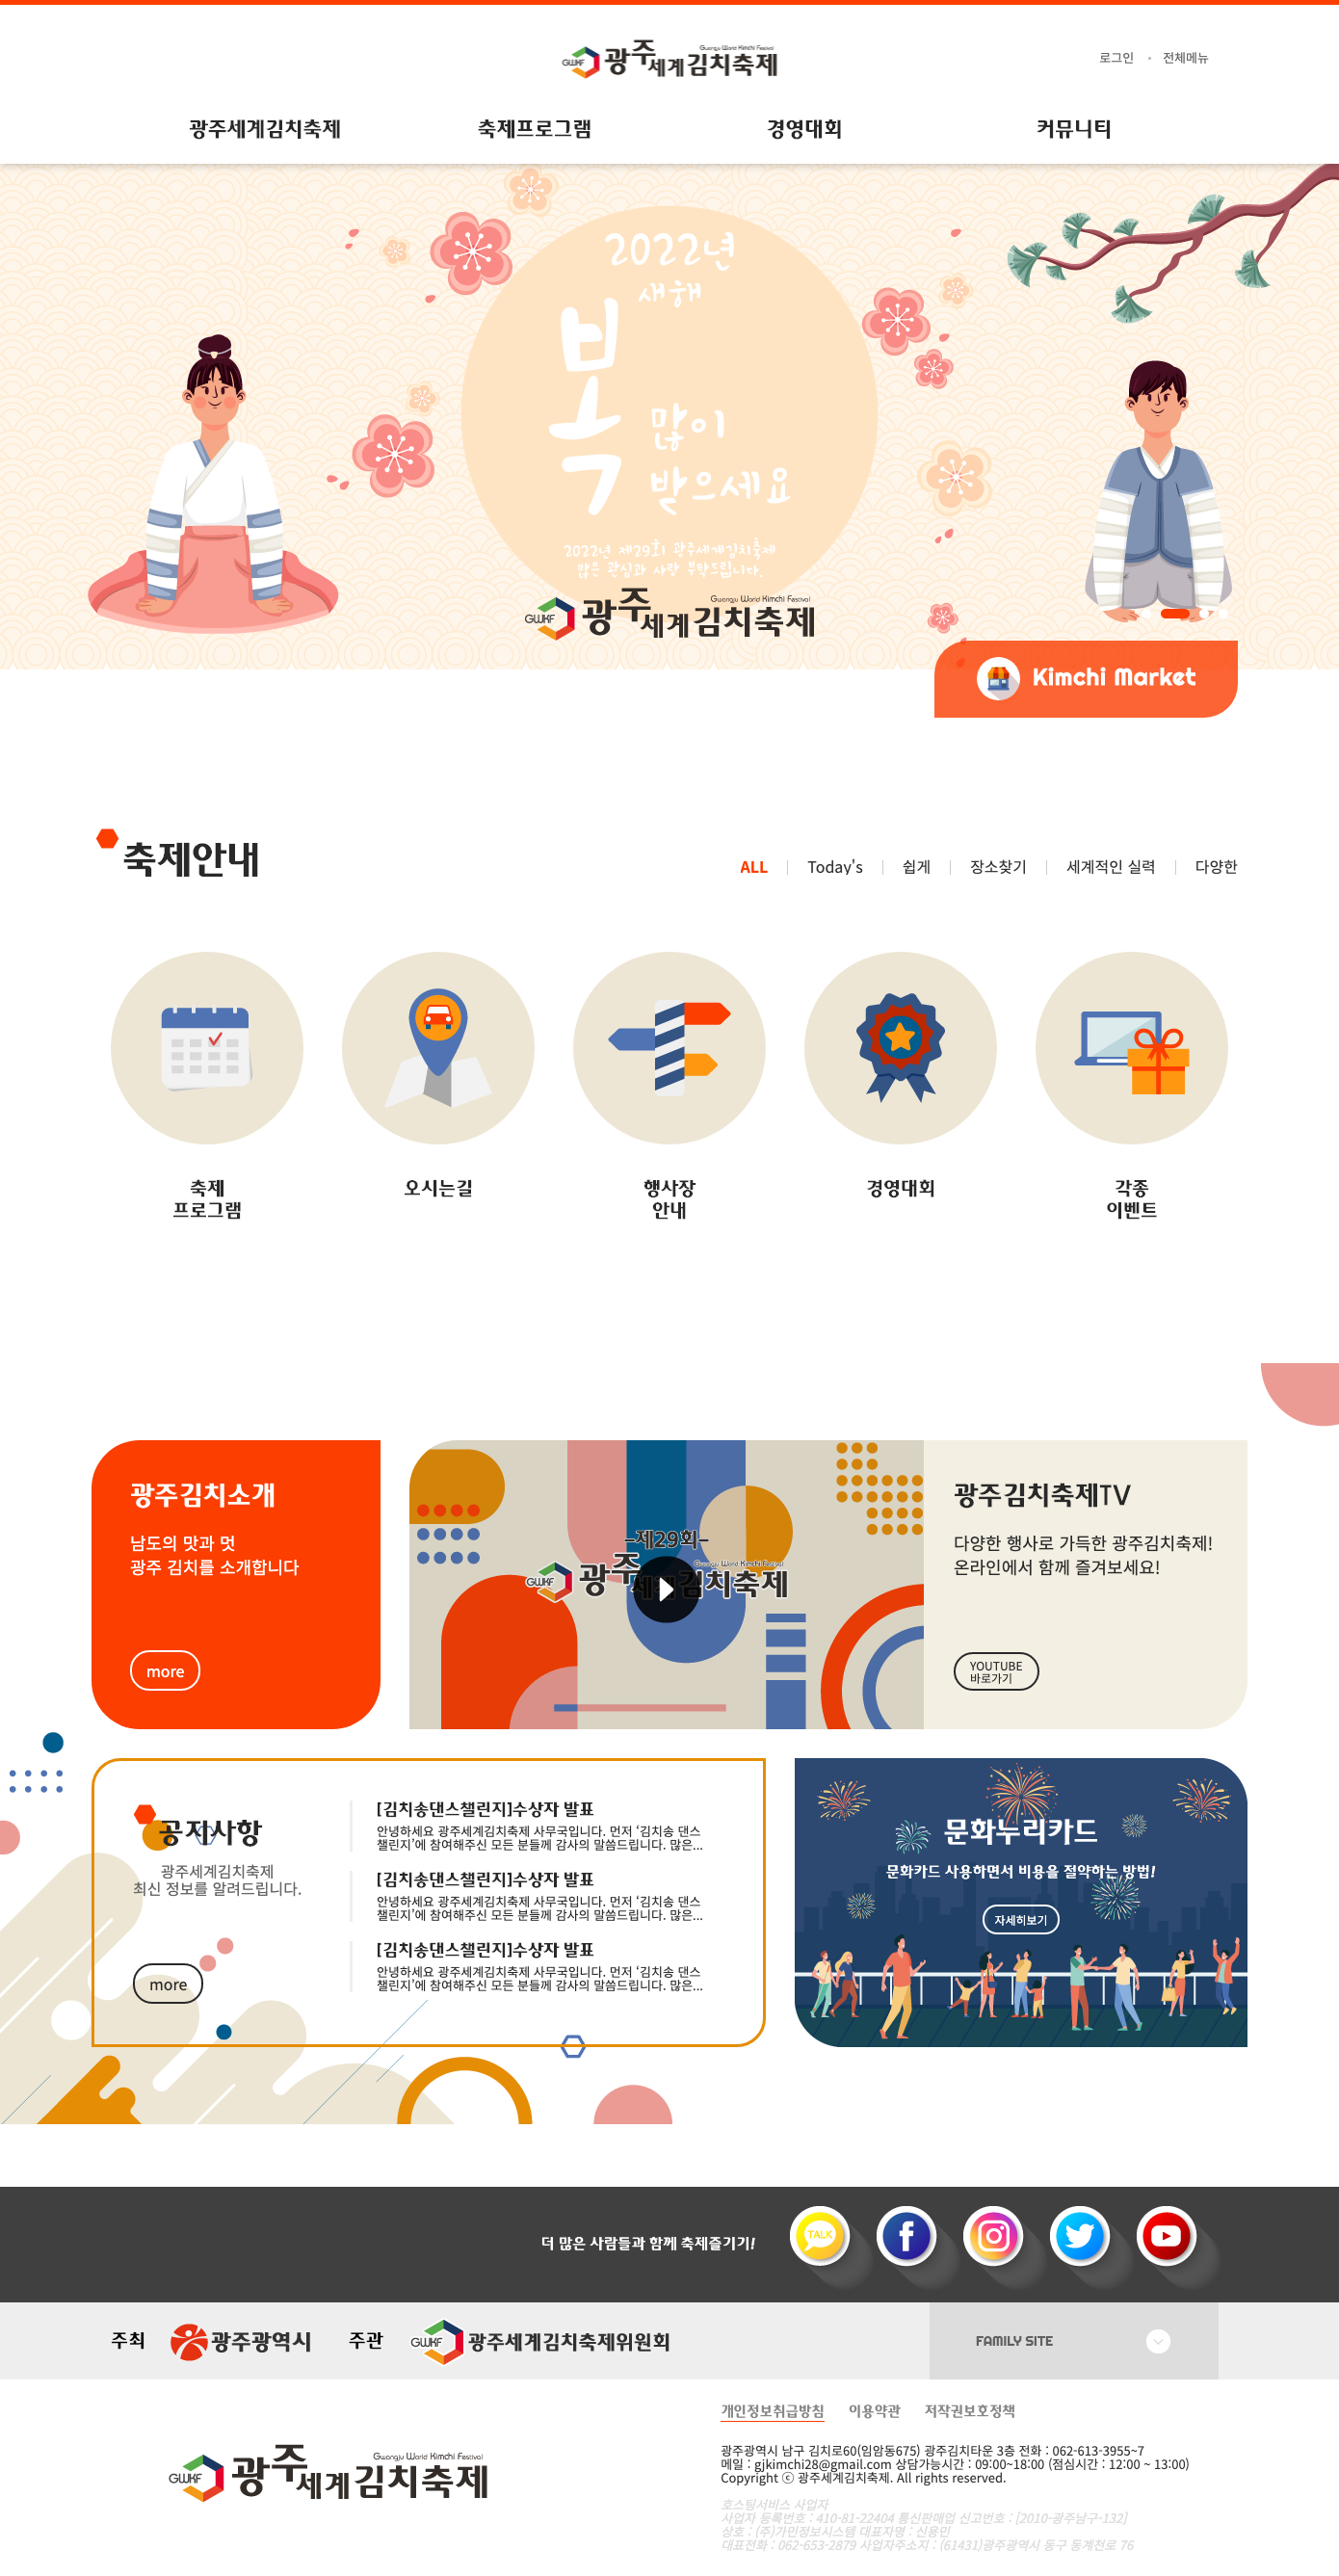 GWKF 광주세계김치축제
Gwangju World Kimchi Festival
로그인 • 전체메뉴
광주세계김치축제 축제프로그램 경영대회 커뮤니티
2022년
새해
복
많이
받으세요
2022년 제29회 광주세계김치축제
많은 관심과 사랑 부탁드립니다.
Gwangju World Kimchi Festival
GWKF 광주세계김치축제
Kimchi Market
축제안내
ALL Today's 쉽게 장소찾기 세계적인 실력 다양한
축제
프로그램
오시는길
행사장
안내
경영대회
각종
이벤트
광주김치소개
남도의 맛과 멋
광주 김치를 소개합니다
more
-제29회-
Gwangju World Kimchi Festival
GWKF 광주세계김치축제
광주김치축제TV
다양한 행사로 가득한 광주김치축제!
온라인에서 함께 즐겨보세요!
YOUTUBE
바로가기
공지사항
광주세계김치축제
최신 정보를 알려드립니다.
more
[김치송댄스챌린지]수상자 발표
안녕하세요 광주세계김치축제 사무국입니다. 먼저 ‘김치송 댄스
챌린지’에 참여해주신 모든 분들께 감사의 말씀드립니다. 많은...
[김치송댄스챌린지]수상자 발표
안녕하세요 광주세계김치축제 사무국입니다. 먼저 ‘김치송 댄스
챌린지’에 참여해주신 모든 분들께 감사의 말씀드립니다. 많은...
[김치송댄스챌린지]수상자 발표
안녕하세요 광주세계김치축제 사무국입니다. 먼저 ‘김치송 댄스
챌린지’에 참여해주신 모든 분들께 감사의 말씀드립니다. 많은...
문화누리카드
문화카드 사용하면서 비용을 절약하는 방법!
자세히보기
더 많은 사람들과 함께 축제즐기기!
TALK
주최 광주광역시 주관 GWKF 광주세계김치축제위원회
FAMILY SITE
개인정보취급방침 이용약관 저작권보호정책
Gwangju World Kimchi Festival
GWKF 광주세계김치축제
광주광역시 남구 김치로60(임암동675) 광주김치타운 3층 전화 : 062-613-3955~7
메일 : gjkimchi28@gmail.com 상담가능시간 : 09:00~18:00 (점심시간 : 12:00 ~ 13:00)
Copyright ⓒ 광주세계김치축제. All rights reserved.
호스팅서비스 사업자
사업자 등록번호 : 410-81-22404 통신판매업 신고번호 : [2010-광주남구-132]
상호 : (주)가민정보시스템 대표자명 : 신용민
대표전화 : 062-653-2879 사업자주소지 : (61431)광주광역시 동구 동계천로 76